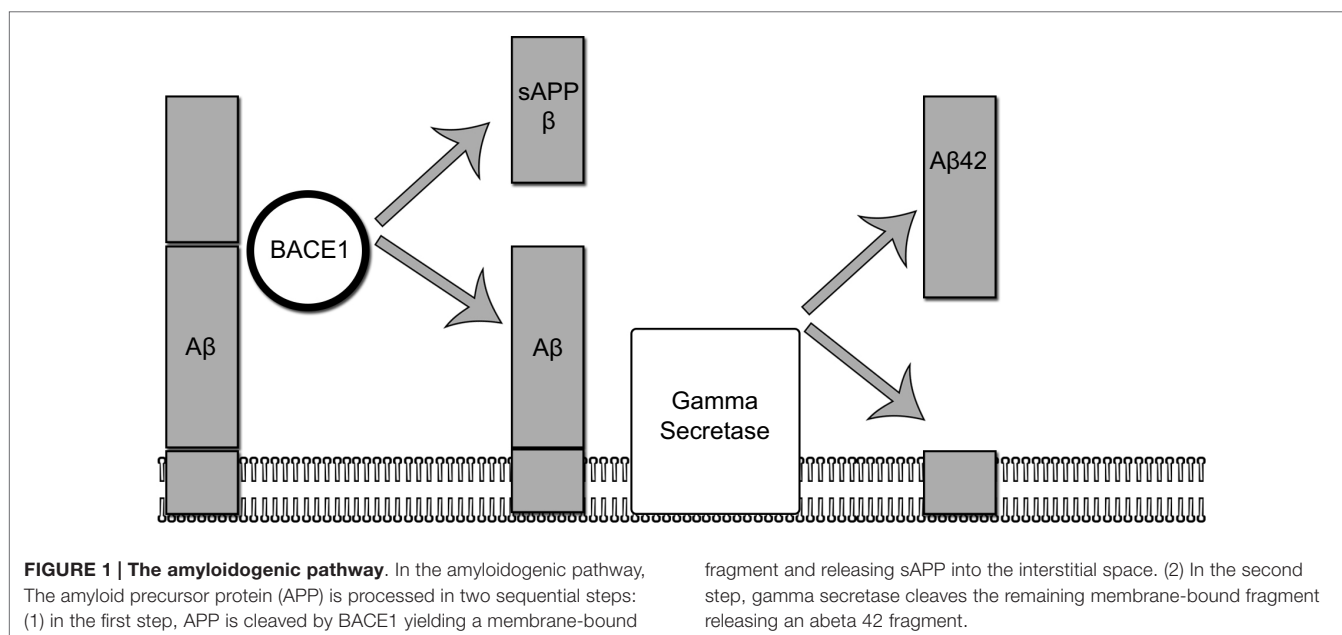 sAPP
β
Aβ42
BACE1
Aβ
Aβ
Gamma
Secretase
FIGURE 1 | The amyloidogenic pathway. In the amyloidogenic pathway,
The amyloid precursor protein (APP) is processed in two sequential steps:
(1) in the first step, APP is cleaved by BACE1 yielding a membrane-bound
fragment and releasing sAPP into the interstitial space. (2) In the second
step, gamma secretase cleaves the remaining membrane-bound fragment
releasing an abeta 42 fragment.